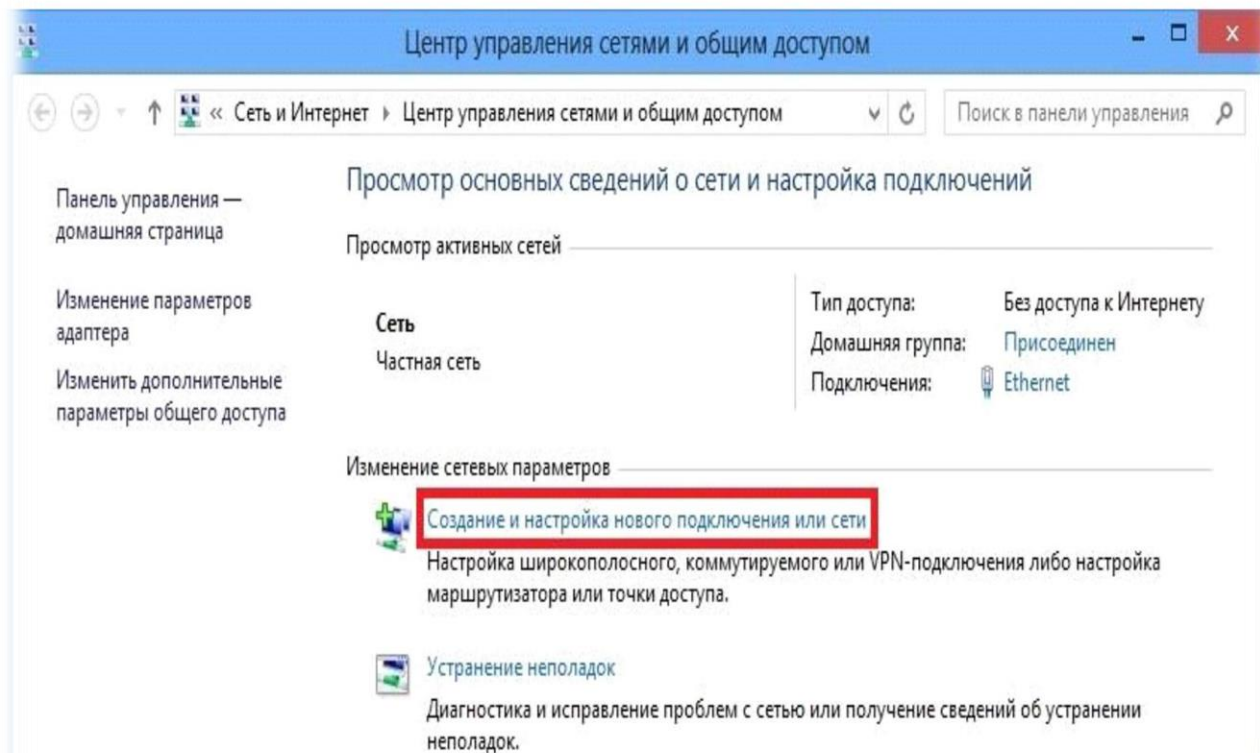 Центр управления сетями и общим доступом
« Сеть и Интернет Центр управления сетями и общим доступом
Поиск в панели управления
Панель управления —
домашняя страница
Изменение параметров
адаптера
Изменить дополнительные
параметры общего доступа
Просмотр основных сведений о сети и настройка подключений
Просмотр активных сетей
Сеть
Частная сеть
Тип доступа: Без доступа к Интернету
Домашняя группа: Присоединен
Подключения: Ethernet
Изменение сетевых параметров
Создание и настройка нового подключения или сети
Настройка широкополосного, коммутируемого или VPN-подключения либо настройка
маршрутизатора или точки доступа.
Устранение неполадок
Диагностика и исправление проблем с сетью или получение сведений об устранении
неполадок.